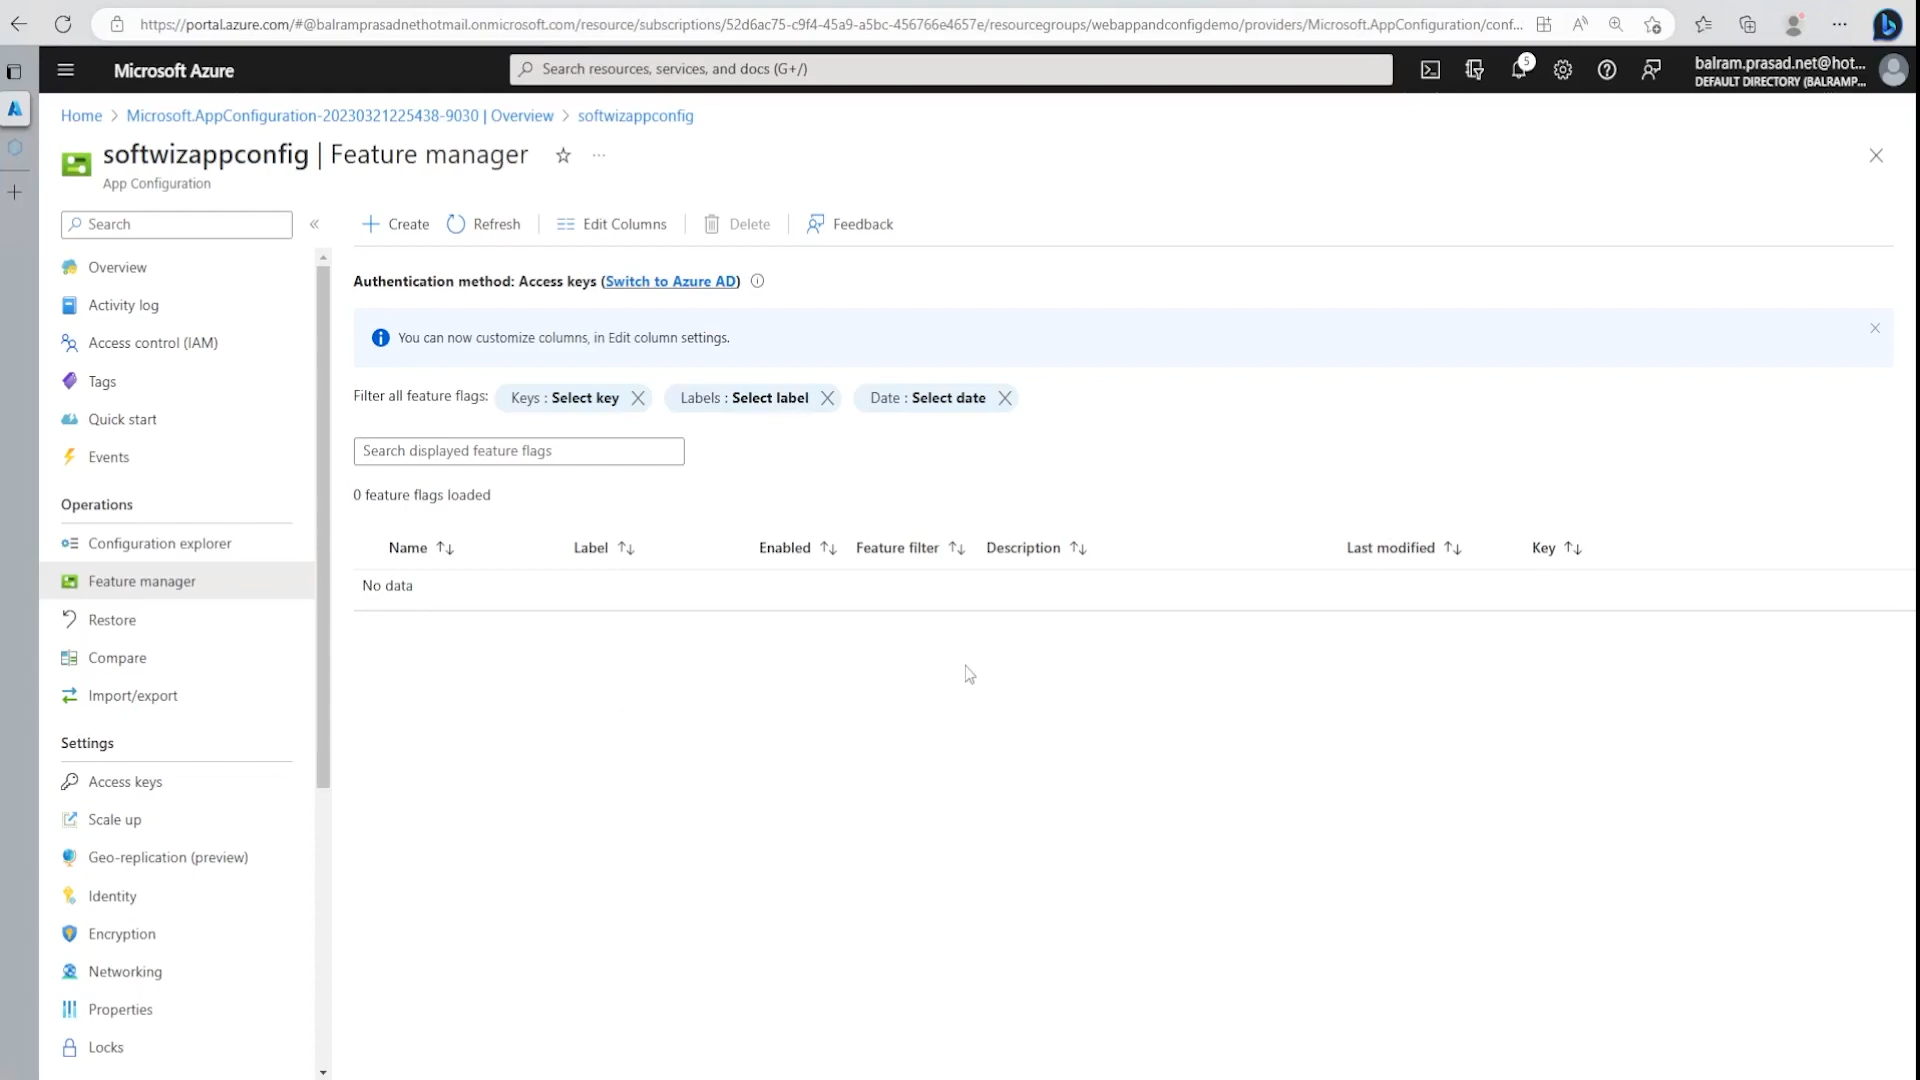 https://portal.azure.com/#@balramprasadnethotmail.onmicrosoft.com/resource/subscriptions/52d6ac75-c9f4-45a9-a5bc-456766e4657e/resourcegroups/webappandconfigdemo/providers/Microsoft.AppConfiguration/conf...
Microsoft Azure
Search resources, services, and docs (G+/)
5
balram.prasad.net@hot...
DEFAULT DIRECTORY (BALRAMP...
Home > Microsoft.AppConfiguration-20230321225438-9030 | Overview > softwizappconfig
softwizappconfig | Feature manager
App Configuration
Search
Create
Refresh
Edit Columns
Delete
Feedback
Overview
Activity log
Access control (IAM)
Tags
Quick start
Events
Operations
Configuration explorer
Feature manager
Restore
Compare
Import/export
Settings
Access keys
Scale up
Geo-replication (preview)
Identity
Encryption
Networking
Properties
Locks
Authentication method: Access keys (Switch to Azure AD)
You can now customize columns, in Edit column settings.
Filter all feature flags:
Keys : Select key
Labels : Select label
Date : Select date
Search displayed feature flags
0 feature flags loaded
Name
Label
Enabled
Feature filter
Description
Last modified
Key
No data